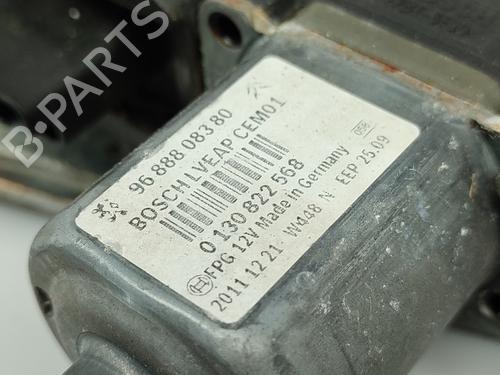 B-PARTS
96 888 083 80
BOSCH LVEAP CEM01
0 130 822 568
FPG 12V Made in Germany
2011 12 21 - W448 N EEP 25.09
058